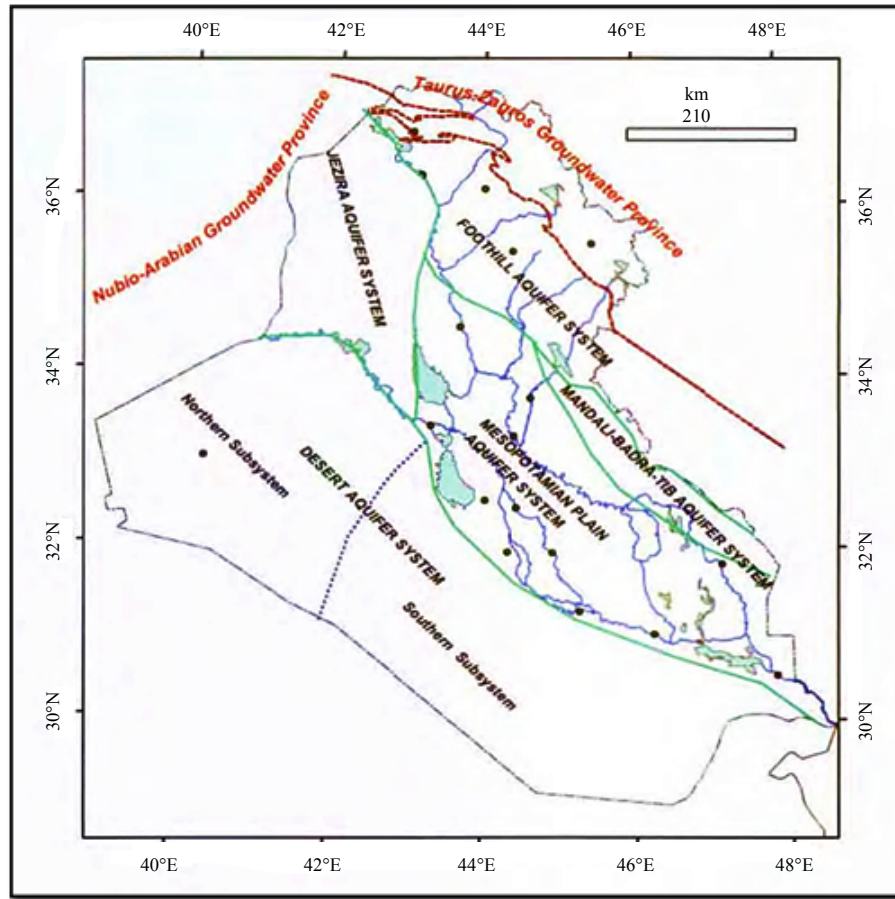 40°E 42°E 44°E 46°E 48°E
Taurus-Zagros Groundwater Province
km
210
Nubio-Arabian Groundwater Province
JEZIRA AQUIFER SYSTEM
36°N
36°N
FOOTHILL AQUIFER SYSTEM
34°N
34°N
MANDALI-BADRA-TIB AQUIFER SYSTEM
Northern Subsystem
DESERT AQUIFER SYSTEM
MESOPOTAMIAN PLAIN
AQUIFER SYSTEM
32°N
32°N
Southern Subsystem
30°N
30°N
40°E 42°E 44°E 46°E 48°E